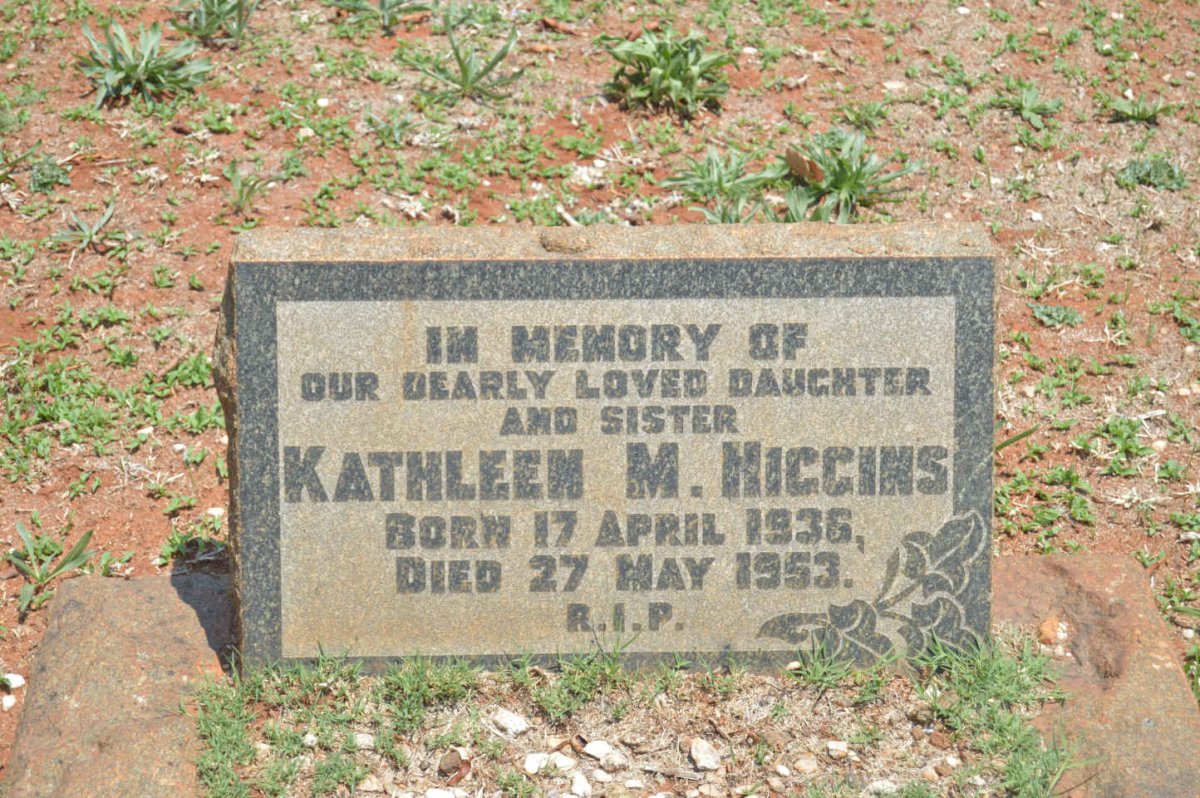 IN MEMORY OF
OUR DEARLY LOVED DAUGHTER
AND SISTER
KATHLEEN M. HIGGINS
BORN 17 APRIL 1936,
DIED 27 MAY 1953.
R.I.P.